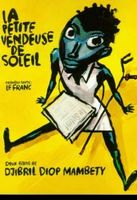 LA
PETITE
VENDEUSE
DE
SOLEIL
LE FRANC
DEUX FILMS DE
DJIBRIL DIOP MAMBETY